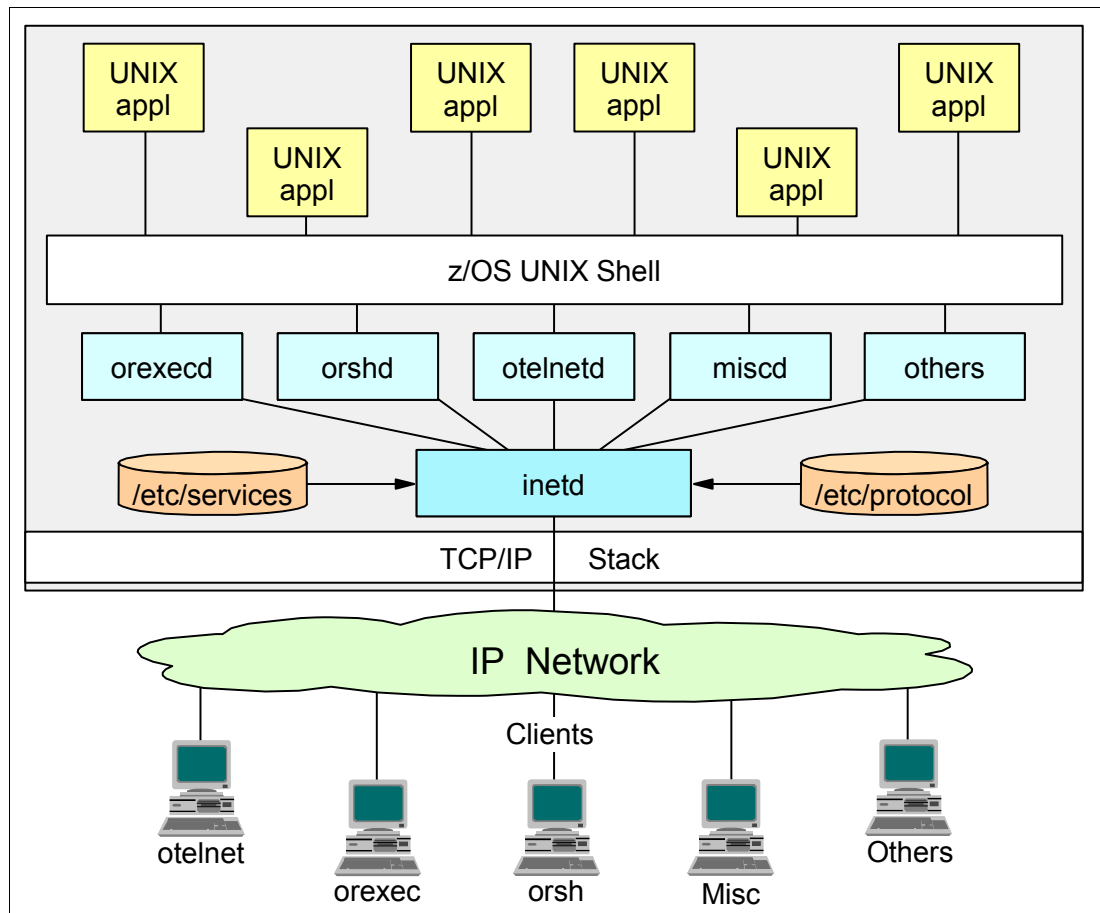 UNIX
appl
UNIX
appl
UNIX
appl
UNIX
appl
UNIX
appl
UNIX
appl
z/OS UNIX Shell
orexecd
orshd
otelnetd
miscd
others
/etc/services
inetd
/etc/protocol
TCP/IP Stack
IP Network
Clients
otelnet
orexec
orsh
Misc
Others